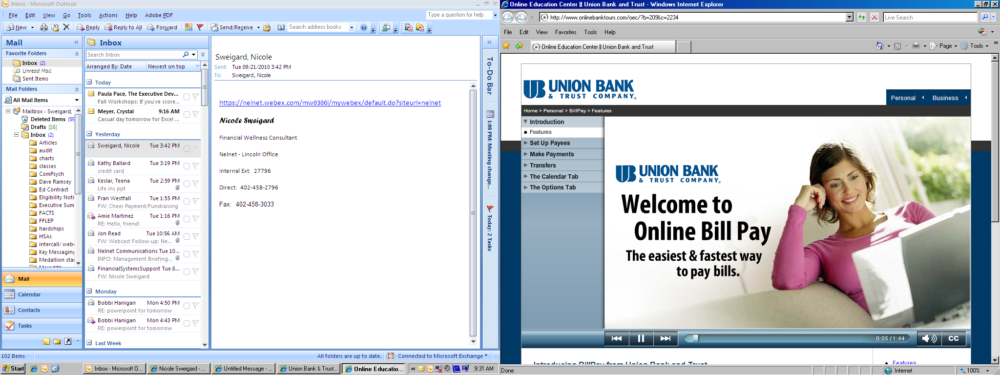 Inbox - Microsoft Outlook
File Edit View Go Tools Actions Help Adobe PDF
Type a question for help
New Reply Reply to All Forward Send/Receive Search address books
Mail
Favorite Folders
Inbox (2)
Unread Mail
Sent Items
Mail Folders
All Mail Items
Mailbox - Sweigard,
Deleted Items (59
Drafts [16]
Inbox (2)
Articles
audit
charts
classes
ComPsych
Dave Ramsey
Ed Contract
Eligibility Noti
Executive Sum
FACTS
FFLEP
hardships
HSAs
intercall/ webe
Key Messaging
Medallion star
Mail
Calendar
Contacts
Tasks
102 Items
Inbox
Search Inbox
Arranged By: Date Newest on top
Today
Paula Pace, The Executive Dev...
Fall Workshops: If you've score...
Meyer, Crystal 9:16 AM
Casual day tomorrow for Excel ...
Yesterday
Sweigard, Nicole Tue 3:42 PM
Kathy Ballard Tue 3:19 PM
credit card
Keslar, Teena Tue 2:59 PM
Life ins ppt
Fran Westfall Tue 1:55 PM
FW: Cheer Payment/Fundraising
Amie Martinez Tue 1:16 PM
RE: Hello, friend!
Jon Read Tue 10:56 AM
FW: Webcast Follow-up: Ne...
Nelnet Communications Tue 10...
INFO: Management Briefing...
FinancialSystemsSupport Tue 8...
FW: Nicole Sweigard
Monday
Bobbi Hanigan Mon 4:50 PM
RE: powerpoint for tomorrow
Bobbi Hanigan Mon 4:43 PM
RE: powerpoint for tomorrow
Last Week
Sweigard, Nicole
Sent: Tue 09/21/2010 3:42 PM
To: Sweigard, Nicole
https://nelnet.webex.com/mw0306l/mywebex/default.do?siteurl=nelnet
Nicole Sweigard
Financial Wellness Consultant
Nelnet - Lincoln Office
Internal Ext: 27796
Direct: 402-458-2796
Fax: 402-458-3033
To-Do Bar
1:00 PM: Meeting change...
Today: 2 Tasks
All folders are up to date. Connected to Microsoft Exchange
Start Inbox - Microsoft O... Nicole Sweigard - ... Untitled Message - ... Union Bank & Trust... Online Educatio... 9:31 AM
Online Education Center || Union Bank and Trust - Windows Internet Explorer
http://www.onlinebanktours.com/oec/?b=209&c=2234
Live Search
File Edit View Favorites Tools Help
Online Education Center || Union Bank and Trust
Page Tools
UB UNION BANK
& TRUST COMPANY®
Personal Business
Home > Personal > BillPay > Features
Introduction
Features
Set Up Payees
Make Payments
Transfers
The Calendar Tab
The Options Tab
UB UNION BANK
& TRUST COMPANY®
Welcome to
Online Bill Pay
The easiest & fastest way
to pay bills.
0:05 / 1:44
CC
Introducing BillPay from Union Bank and Trust
Features
Done Internet 100%